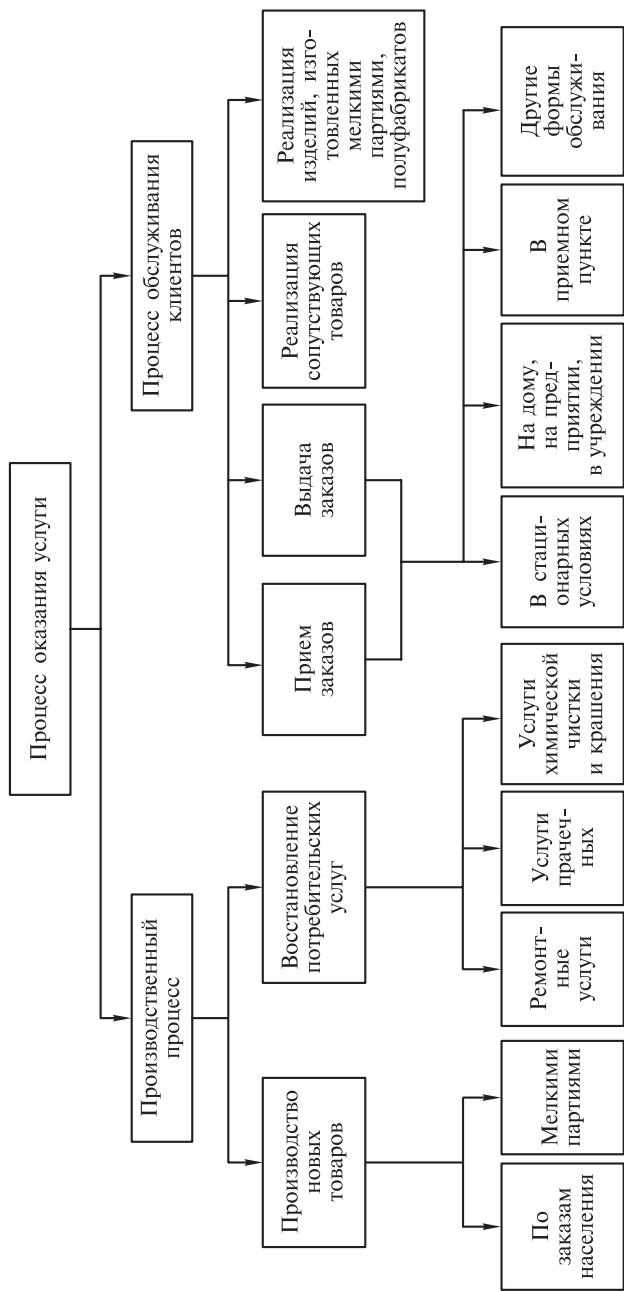 Процесс оказания услуги
Производственный
процесс
Процесс обслуживания
клиентов
Производство
новых
товаров
Восстановление
потребительских
услуг
Прием
заказов
Выдача
заказов
Реализация
сопутствующих
товаров
Реализация
изделий, изго-
товленных
мелкими
партиями,
полуфабрикатов
По
заказам
населения
Мелкими
партиями
Ремонт-
ные
услуги
Услуги
прачеч-
ных
Услуги
химической
чистки
и крашения
В стаци-
онарных
условиях
На дому,
на пред-
приятии,
в учреждении
В
приемном
пункте
Другие
формы
обслужи-
вания